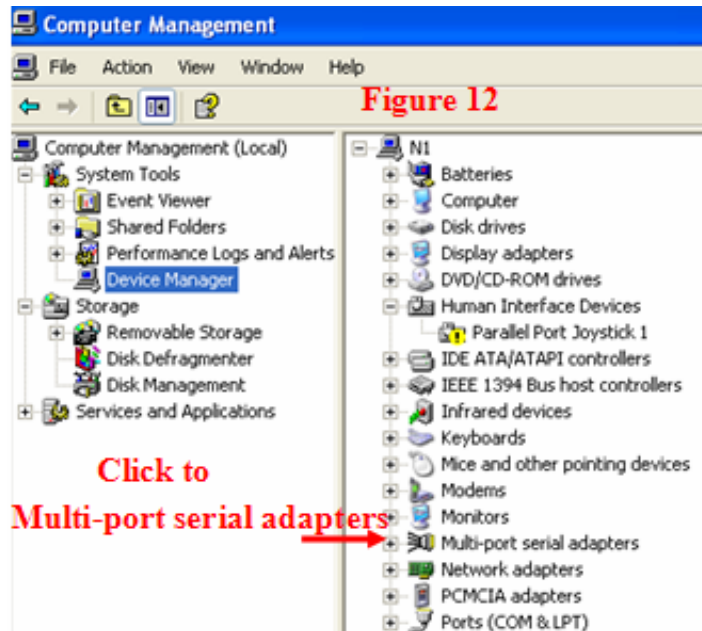 Computer Management
File Action View Window Help
Figure 12
Computer Management (Local)
System Tools
Event Viewer
Shared Folders
Performance Logs and Alerts
Device Manager
Storage
Removable Storage
Disk Defragmenter
Disk Management
Services and Applications
Click to
Multi-port serial adapters
N1
Batteries
Computer
Disk drives
Display adapters
DVD/CD-ROM drives
Human Interface Devices
Parallel Port Joystick 1
IDE ATA/ATAPI controllers
IEEE 1394 Bus host controllers
Infrared devices
Keyboards
Mice and other pointing devices
Modems
Monitors
Multi-port serial adapters
Network adapters
PCMCIA adapters
Ports (COM & LPT)